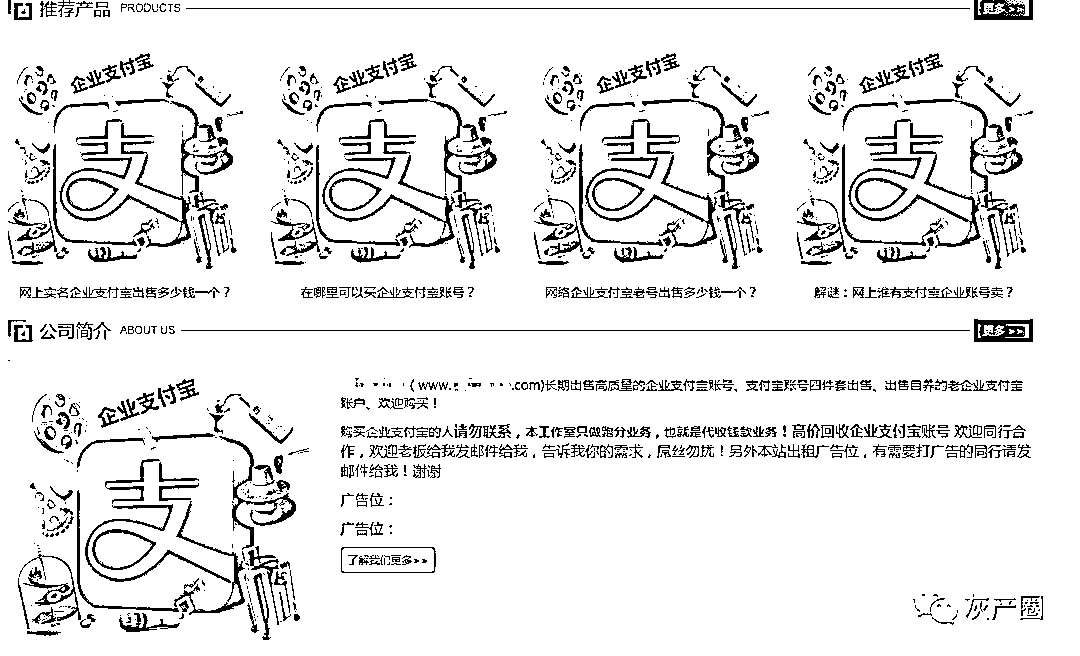 推荐产品 PRODUCTS
更多>>
企业支付宝
企业支付宝
企业支付宝
企业支付宝
支
支
支
支
网上实名企业支付宝出售多少钱一个？
在哪里可以买企业支付宝账号？
网络企业支付宝老号出售多少钱一个？
解谜：网上谁有支付宝企业账号卖？
公司简介 ABOUT US
更多>>
企业支付宝
支
(www. .com)长期出售高质量的企业支付宝账号、支付宝账号四件套出售、出售自养的老企业支付宝
账户、欢迎购买！
购买企业支付宝的人请勿联系，本工作室只做跑分业务，也就是代收钱款业务！高价回收企业支付宝账号 欢迎同行合
作，欢迎老板给我发邮件给我，告诉我你的需求，屌丝勿扰！另外本站出租广告位，有需要打广告的同行请发
邮件给我！谢谢
广告位：
广告位：
了解我们更多>>
灰产圈